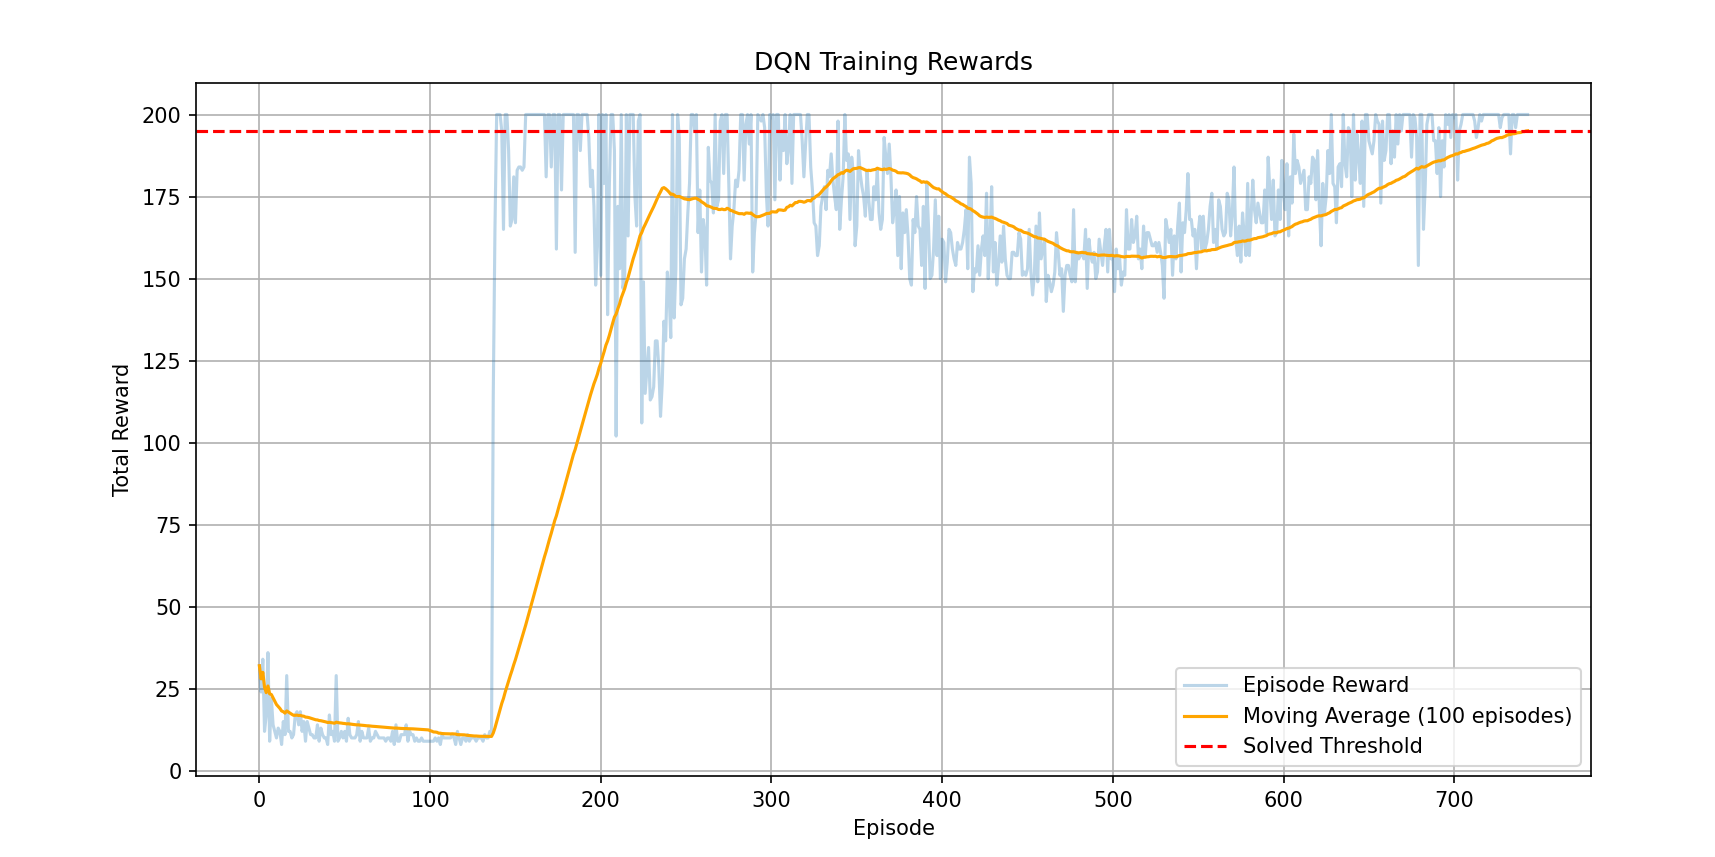 DQN Training Rewards
200
175
150
125
100
75
50
25
0
Total Reward
Episode Reward
Moving Average (100 episodes)
Solved Threshold
0 100 200 300 400 500 600 700
Episode